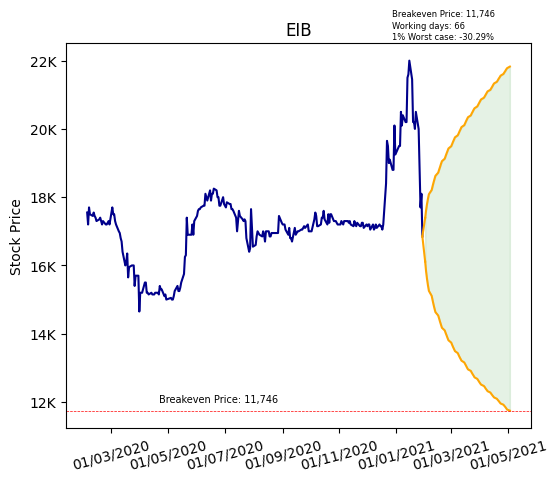 Breakeven Price: 11,746
Working days: 66
1% Worst case: -30.29%
EIB
Stock Price
22K
20K
18K
16K
14K
12K
Breakeven Price: 11,746
01/03/2020
01/05/2020
01/07/2020
01/09/2020
01/11/2020
01/01/2021
01/03/2021
01/05/2021